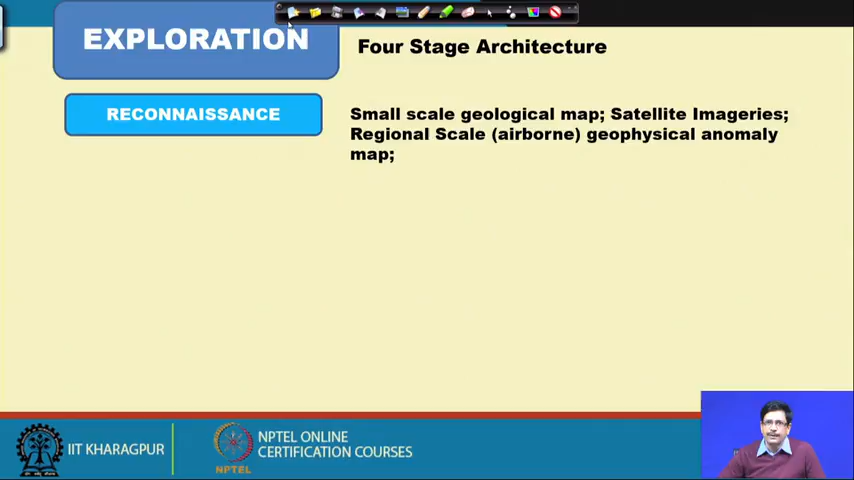 EXPLORATION
Four Stage Architecture
RECONNAISSANCE
Small scale geological map; Satellite Imageries;
Regional Scale (airborne) geophysical anomaly
map;
IIT KHARAGPUR
NPTEL
NPTEL ONLINE
CERTIFICATION COURSES